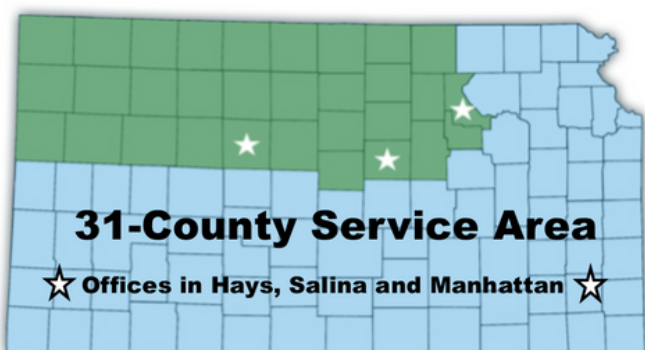 31-County Service Area
Offices in Hays, Salina and Manhattan